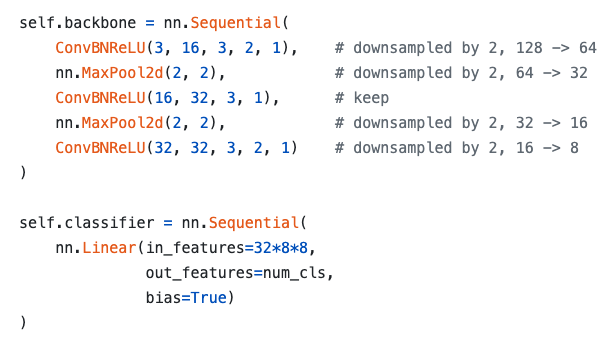 self.backbone = nn.Sequential(
    ConvBNReLU(3, 16, 3, 2, 1),    # downsampled by 2, 128 -> 64
    nn.MaxPool2d(2, 2),            # downsampled by 2, 64 -> 32
    ConvBNReLU(16, 32, 3, 1),      # keep
    nn.MaxPool2d(2, 2),            # downsampled by 2, 32 -> 16
    ConvBNReLU(32, 32, 3, 2, 1)    # downsampled by 2, 16 -> 8
)

self.classifier = nn.Sequential(
    nn.Linear(in_features=32*8*8,
              out_features=num_cls,
              bias=True)
)